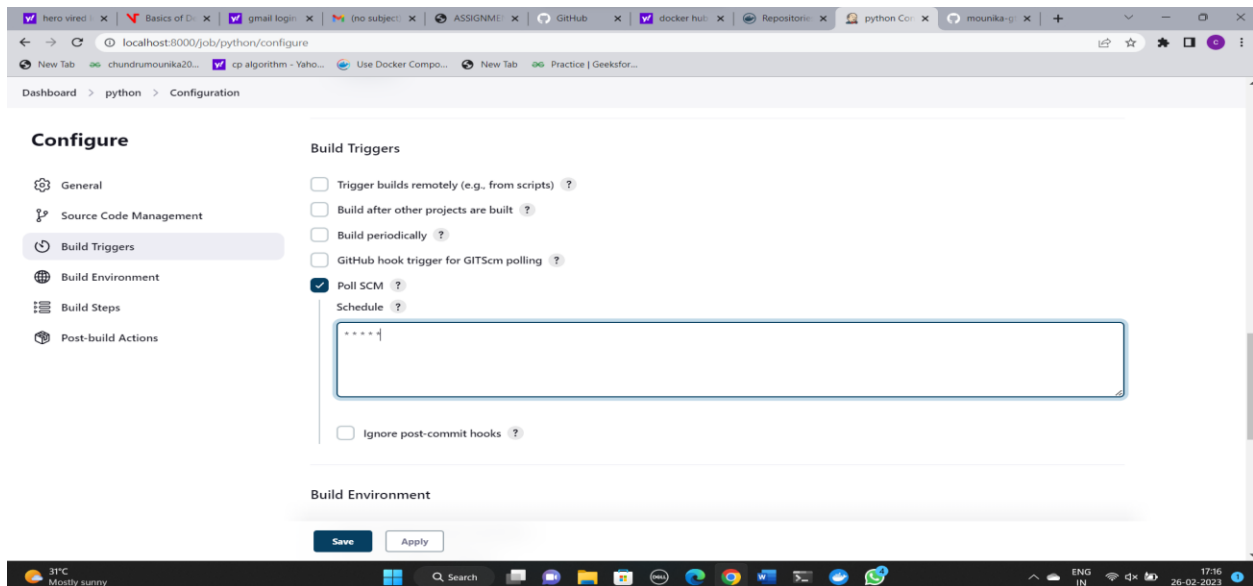 hero vired
Basics of Do
gmail login
(no subject)
ASSIGNME
GitHub
docker hub
Repositorie
python Con
mounika-g
localhost:8000/job/python/configure
New Tab
chundrumounika20...
cp algorithm - Yaho...
Use Docker Compo...
New Tab
Practice | Geeksfor...
Dashboard > python > Configuration
Configure
General
Source Code Management
Build Triggers
Build Environment
Build Steps
Post-build Actions
Build Triggers
Trigger builds remotely (e.g., from scripts) ?
Build after other projects are built ?
Build periodically ?
GitHub hook trigger for GITScm polling ?
Poll SCM ?
Schedule ?
* * * * *
Ignore post-commit hooks ?
Build Environment
Save
Apply
31°C
Mostly sunny
Search
ENG
IN
17:16
26-02-2023